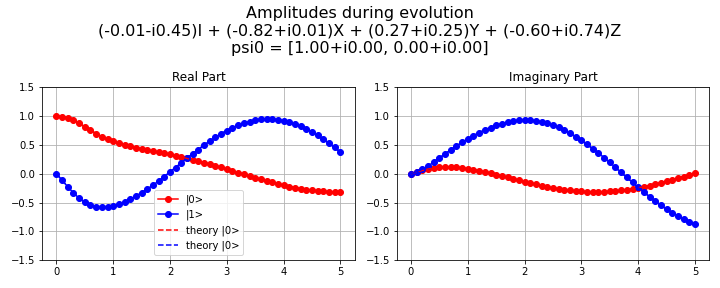 Amplitudes during evolution
(-0.01-i0.45)I + (-0.82+i0.01)X + (0.27+i0.25)Y + (-0.60+i0.74)Z
psi0 = [1.00+i0.00, 0.00+i0.00]
Real Part
1.5
1.0
0.5
0.0
−0.5
−1.0
−1.5
0 1 2 3 4 5
|0>
|1>
theory |0>
theory |0>
Imaginary Part
1.5
1.0
0.5
0.0
−0.5
−1.0
−1.5
0 1 2 3 4 5